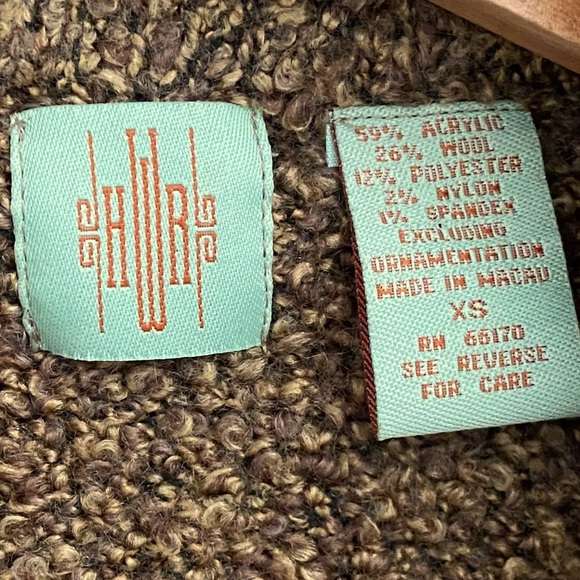 HWR
59% ACRYLIC
26% WOOL
12% POLYESTER
2% NYLON
1% SPANDEX
EXCLUDING
ORNAMENTATION
MADE IN MACAU
XS
RN 66170
SEE REVERSE
FOR CARE